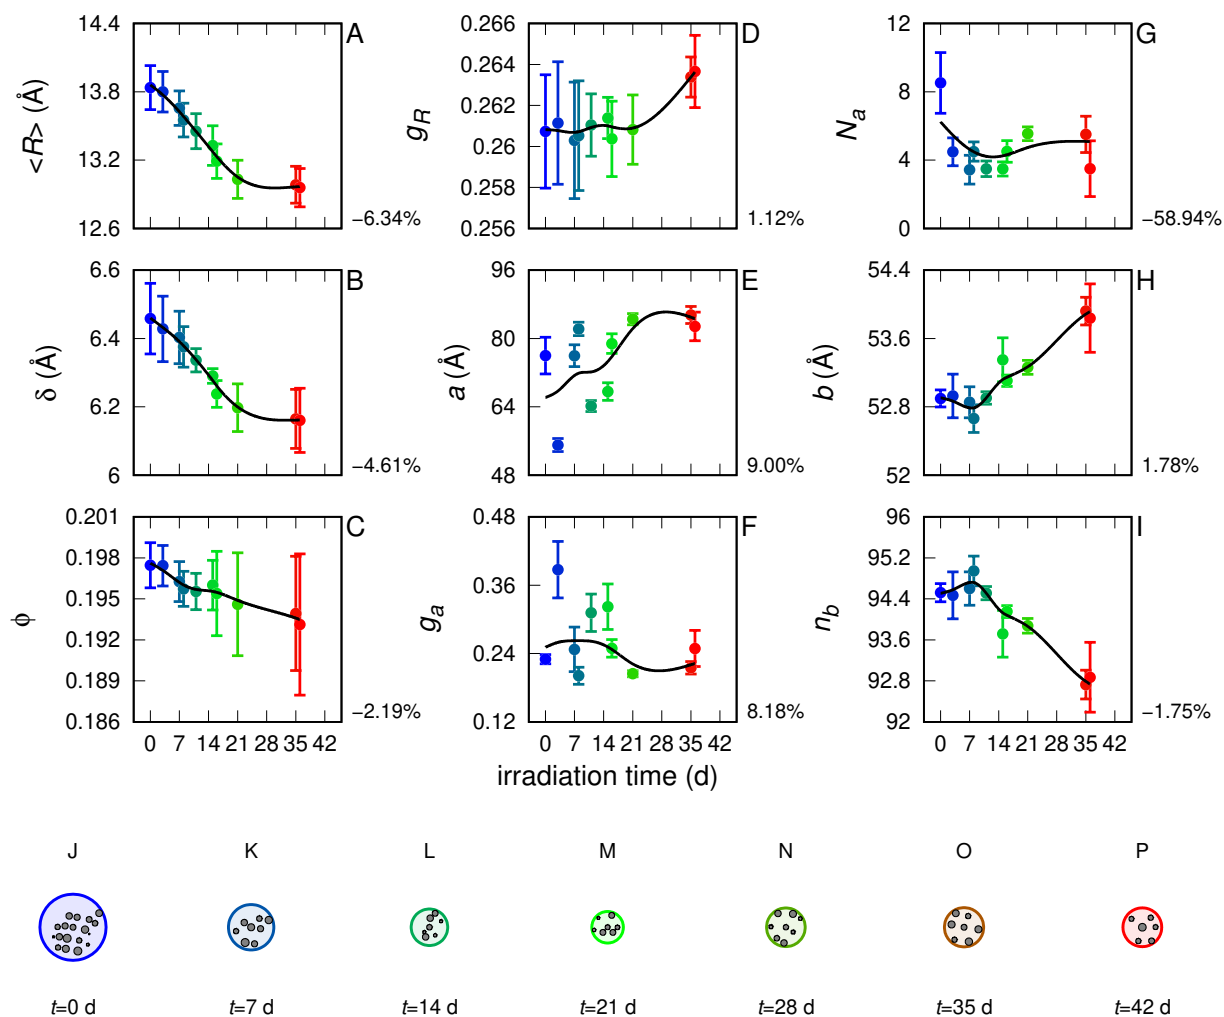 A
<R> (Å)
14.4
13.8
13.2
12.6
−6.34%
D
g_R
0.266
0.264
0.262
0.26
0.258
0.256
1.12%
G
N_a
12
8
4
0
−58.94%
B
δ (Å)
6.6
6.4
6.2
6
−4.61%
E
a (Å)
96
80
64
48
9.00%
H
b (Å)
54.4
53.6
52.8
52
1.78%
C
ϕ
0.201
0.198
0.195
0.192
0.189
0.186
−2.19%
0 7 14 21 28 35 42
F
g_a
0.48
0.36
0.24
0.12
8.18%
0 7 14 21 28 35 42
I
n_b
96
95.2
94.4
93.6
92.8
92
−1.75%
0 7 14 21 28 35 42
irradiation time (d)
J K L M N O P
t=0 d t=7 d t=14 d t=21 d t=28 d t=35 d t=42 d